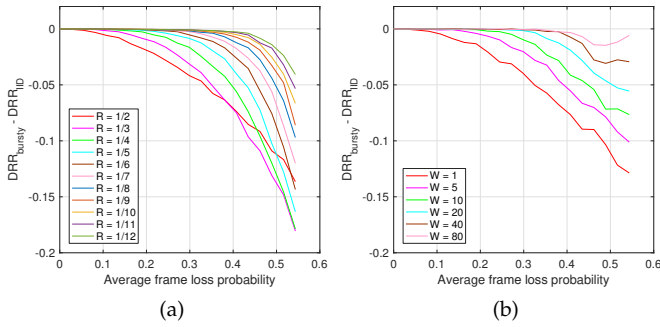 0
-0.05
-0.1
-0.15
-0.2
DRR_bursty - DRR_IID
R = 1/2
R = 1/3
R = 1/4
R = 1/5
R = 1/6
R = 1/7
R = 1/8
R = 1/9
R = 1/10
R = 1/11
R = 1/12
0 0.1 0.2 0.3 0.4 0.5 0.6
Average frame loss probability
(a)
0
-0.05
-0.1
-0.15
-0.2
DRR_bursty - DRR_IID
W = 1
W = 5
W = 10
W = 20
W = 40
W = 80
0 0.1 0.2 0.3 0.4 0.5 0.6
Average frame loss probability
(b)